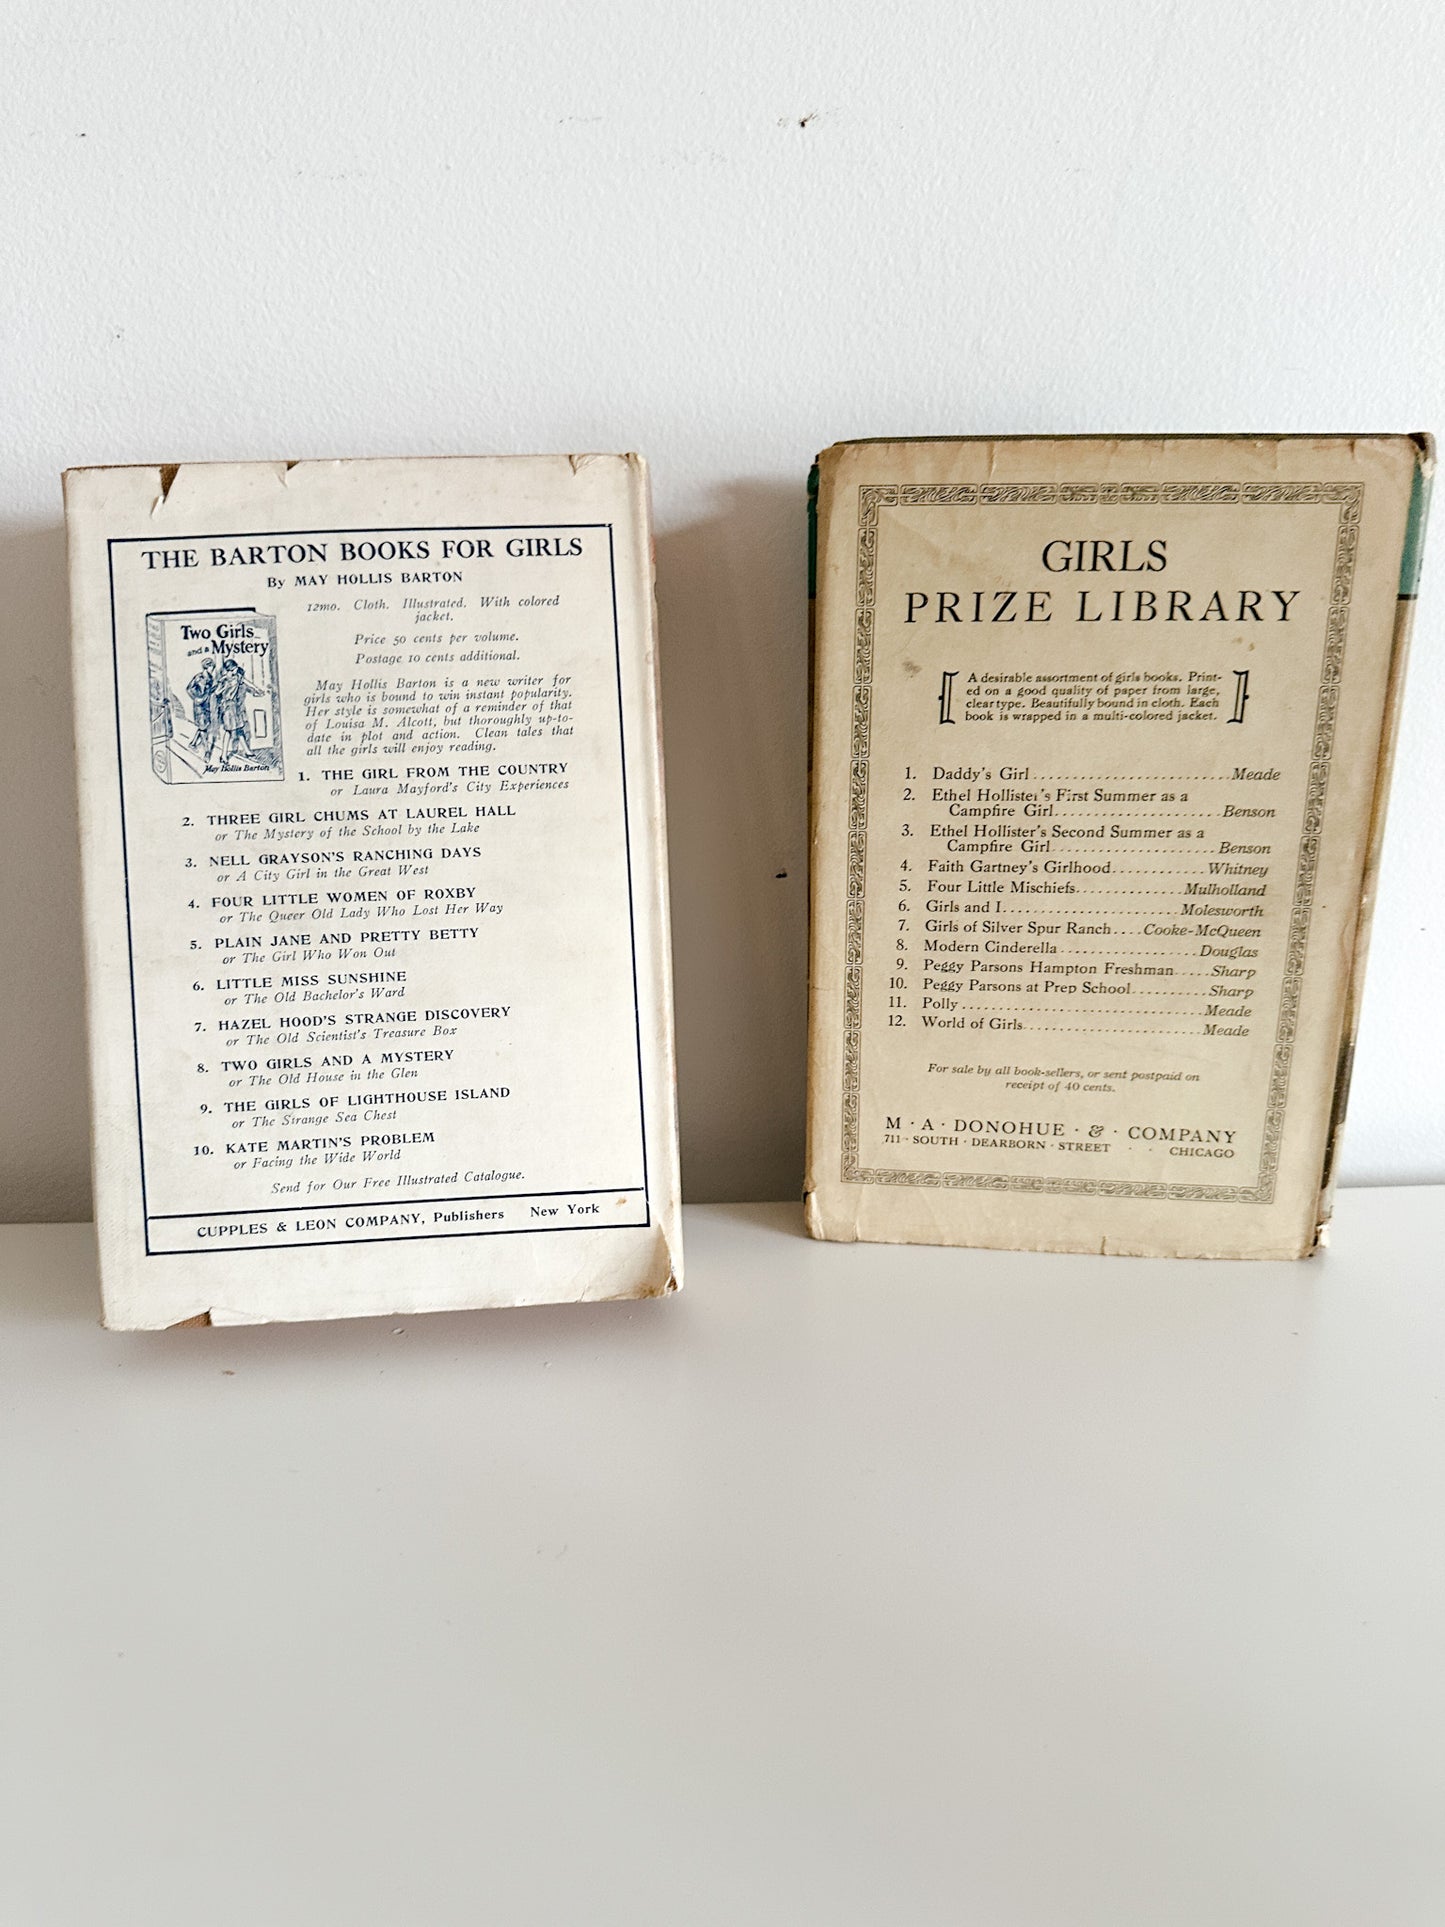 THE BARTON BOOKS FOR GIRLS
By MAY HOLLIS BARTON
12mo. Cloth. Illustrated. With colored
jacket.
Price 50 cents per volume.
Postage 10 cents additional.
Two Girls
and a Mystery
May Hollis Barton
May Hollis Barton is a new writer for
girls who is bound to win instant popularity.
Her style is somewhat of a reminder of that
of Louisa M. Alcott, but thoroughly up-to-
date in plot and action. Clean tales that
all the girls will enjoy reading.
1. THE GIRL FROM THE COUNTRY
or Laura Mayford's City Experiences
2. THREE GIRL CHUMS AT LAUREL HALL
or The Mystery of the School by the Lake
3. NELL GRAYSON'S RANCHING DAYS
or A City Girl in the Great West
4. FOUR LITTLE WOMEN OF ROXBY
or The Queer Old Lady Who Lost Her Way
5. PLAIN JANE AND PRETTY BETTY
or The Girl Who Won Out
6. LITTLE MISS SUNSHINE
or The Old Bachelor's Ward
7. HAZEL HOOD'S STRANGE DISCOVERY
or The Old Scientist's Treasure Box
8. TWO GIRLS AND A MYSTERY
or The Old House in the Glen
9. THE GIRLS OF LIGHTHOUSE ISLAND
or The Strange Sea Chest
10. KATE MARTIN'S PROBLEM
or Facing the Wide World
Send for Our Free Illustrated Catalogue.
CUPPLES & LEON COMPANY, Publishers New York
GIRLS
PRIZE LIBRARY
A desirable assortment of girls books. Print-
ed on a good quality of paper from large,
clear type. Beautifully bound in cloth. Each
book is wrapped in a multi-colored jacket.
1. Daddy's Girl........................Meade
2. Ethel Hollister's First Summer as a
Campfire Girl.....................Benson
3. Ethel Hollister's Second Summer as a
Campfire Girl.....................Benson
4. Faith Gartney's Girlhood............Whitney
5. Four Little Mischiefs..............Mulholland
6. Girls and I.......................Molesworth
7. Girls of Silver Spur Ranch....Cooke-McQueen
8. Modern Cinderella..................Douglas
9. Peggy Parsons Hampton Freshman.....Sharp
10. Peggy Parsons at Prep School..........Sharp
11. Polly...............................Meade
12. World of Girls.......................Meade
For sale by all book-sellers, or sent postpaid on
receipt of 40 cents.
M · A · DONOHUE · & · COMPANY
711 · SOUTH · DEARBORN · STREET · · CHICAGO